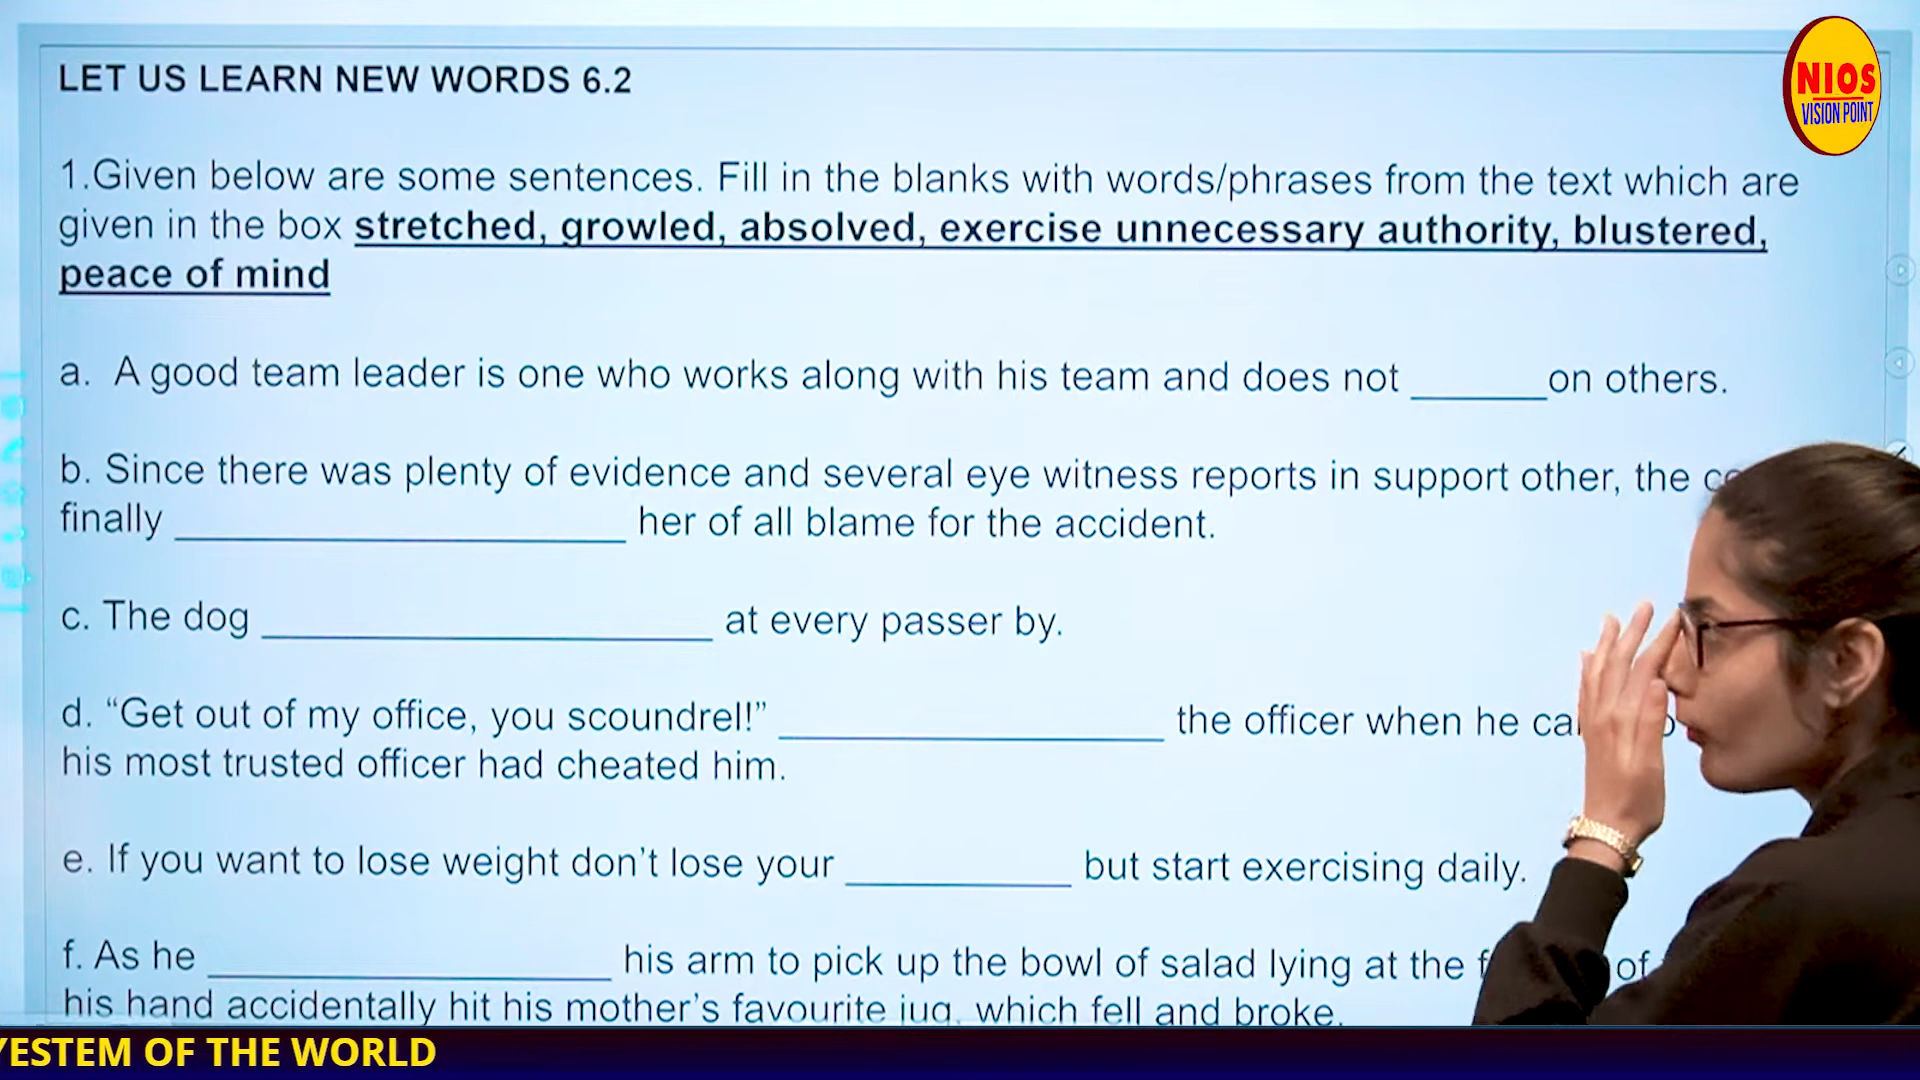 LET US LEARN NEW WORDS 6.2
NIOS
VISION POINT
1.Given below are some sentences. Fill in the blanks with words/phrases from the text which are
given in the box stretched, growled, absolved, exercise unnecessary authority, blustered,
peace of mind
a. A good team leader is one who works along with his team and does not ______on others.
b. Since there was plenty of evidence and several eye witness reports in support other, the
finally ____________________ her of all blame for the accident.
c. The dog ____________________ at every passer by.
d. “Get out of my office, you scoundrel!” _________________ the officer when he
his most trusted officer had cheated him.
e. If you want to lose weight don’t lose your __________ but start exercising daily.
f. As he __________________ his arm to pick up the bowl of salad lying at the of
his hand accidentally hit his mother’s favourite jug, which fell and broke.
YESTEM OF THE WORLD